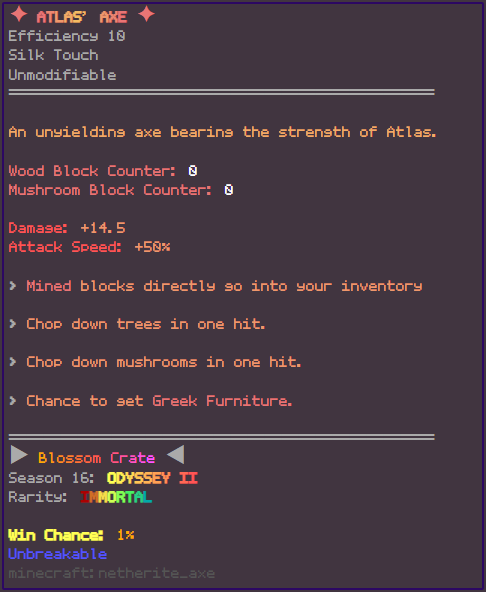 ✦ ATLAS' AXE ✦
Efficiency 10
Silk Touch
Unmodifiable
An unyielding axe bearing the strength of Atlas.
Wood Block Counter: 0
Mushroom Block Counter: 0
Damage: +14.5
Attack Speed: +50%
> Mined blocks directly go into your inventory
> Chop down trees in one hit.
> Chop down mushrooms in one hit.
> Chance to get Greek Furniture.
▶ Blossom Crate ◀
Season 16: ODYSSEY II
Rarity: IMMORTAL
Win Chance: 1%
Unbreakable
minecraft:netherite_axe